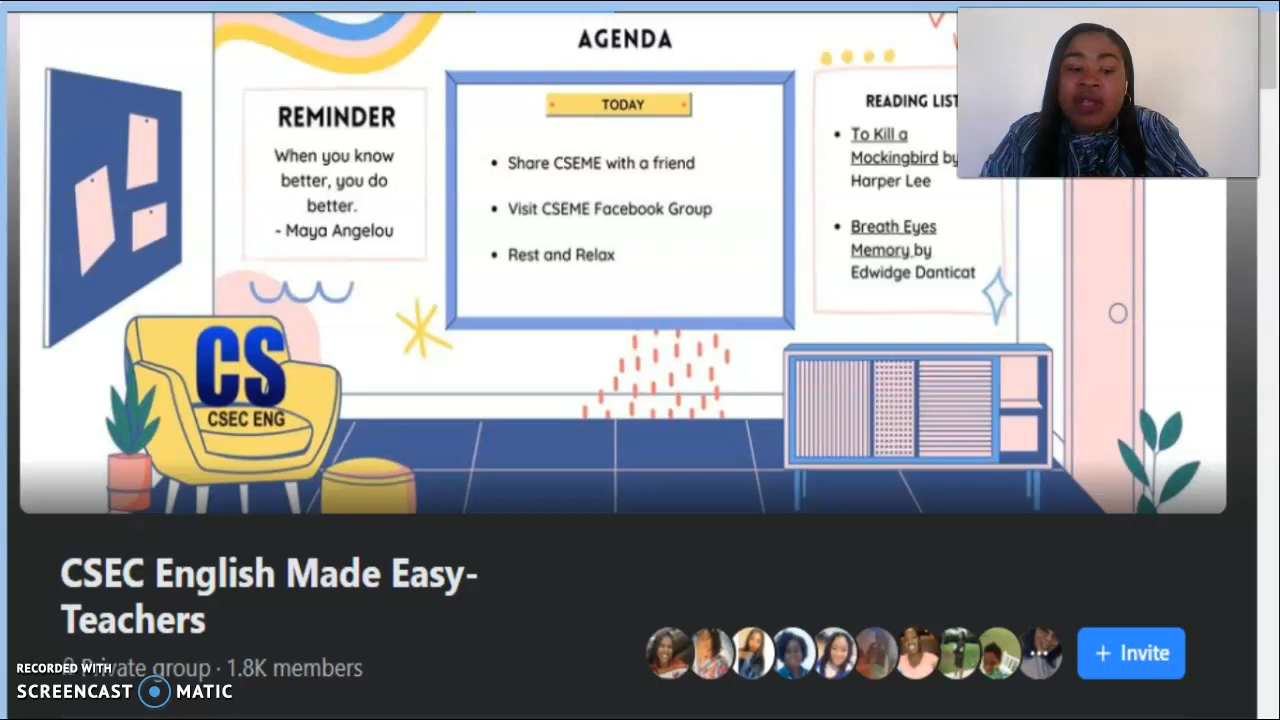 AGENDA
REMINDER
When you know
better, you do
better.
- Maya Angelou
TODAY
• Share CSEME with a friend
• Visit CSEME Facebook Group
• Rest and Relax
READING LIST
• To Kill a
Mockingbird by
Harper Lee
• Breath Eyes
Memory by
Edwidge Danticat
CS
CSEC ENG
CSEC English Made Easy-
Teachers
Private group · 1.8K members
+ Invite
RECORDED WITH
SCREENCAST MATIC